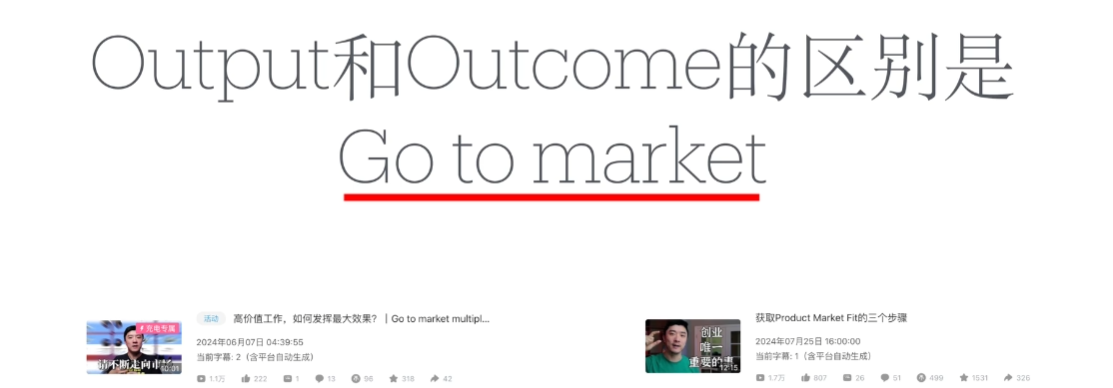 Output和Outcome的区别是
Go to market
充电专属
请不断走向市场
50:01
活动 高价值工作，如何发挥最大效果？｜Go to market multipl...
2024年06月07日 04:39:55
当前字幕: 2（含平台自动生成）
1.1万 222 1 13 96 318 42
创业
唯一
重要的事
12:15
获取Product Market Fit的三个步骤
2024年07月25日 16:00:00
当前字幕: 1（含平台自动生成）
1.7万 807 26 51 499 1531 326